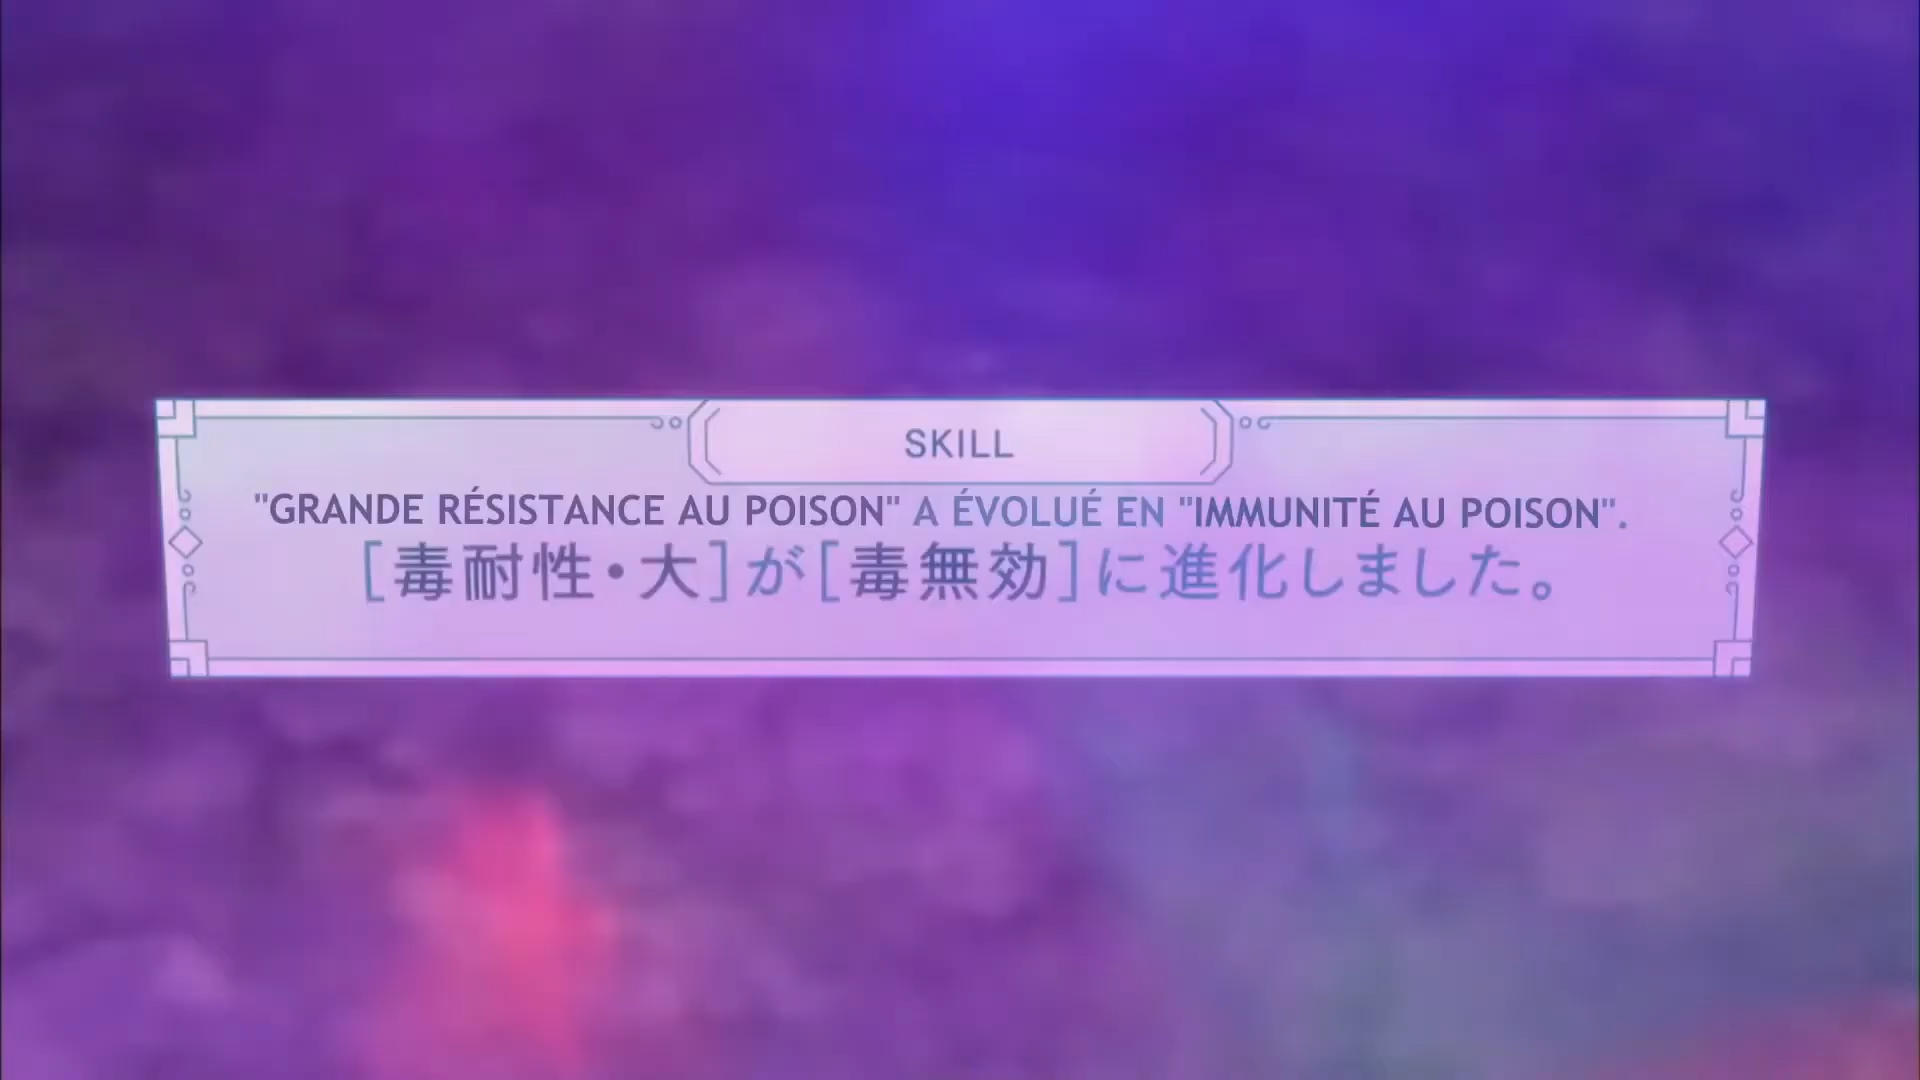 SKILL
"GRANDE RÉSISTANCE AU POISON" A ÉVOLUÉ EN "IMMUNITÉ AU POISON".
[毒耐性・大]が[毒無効]に進化しました。